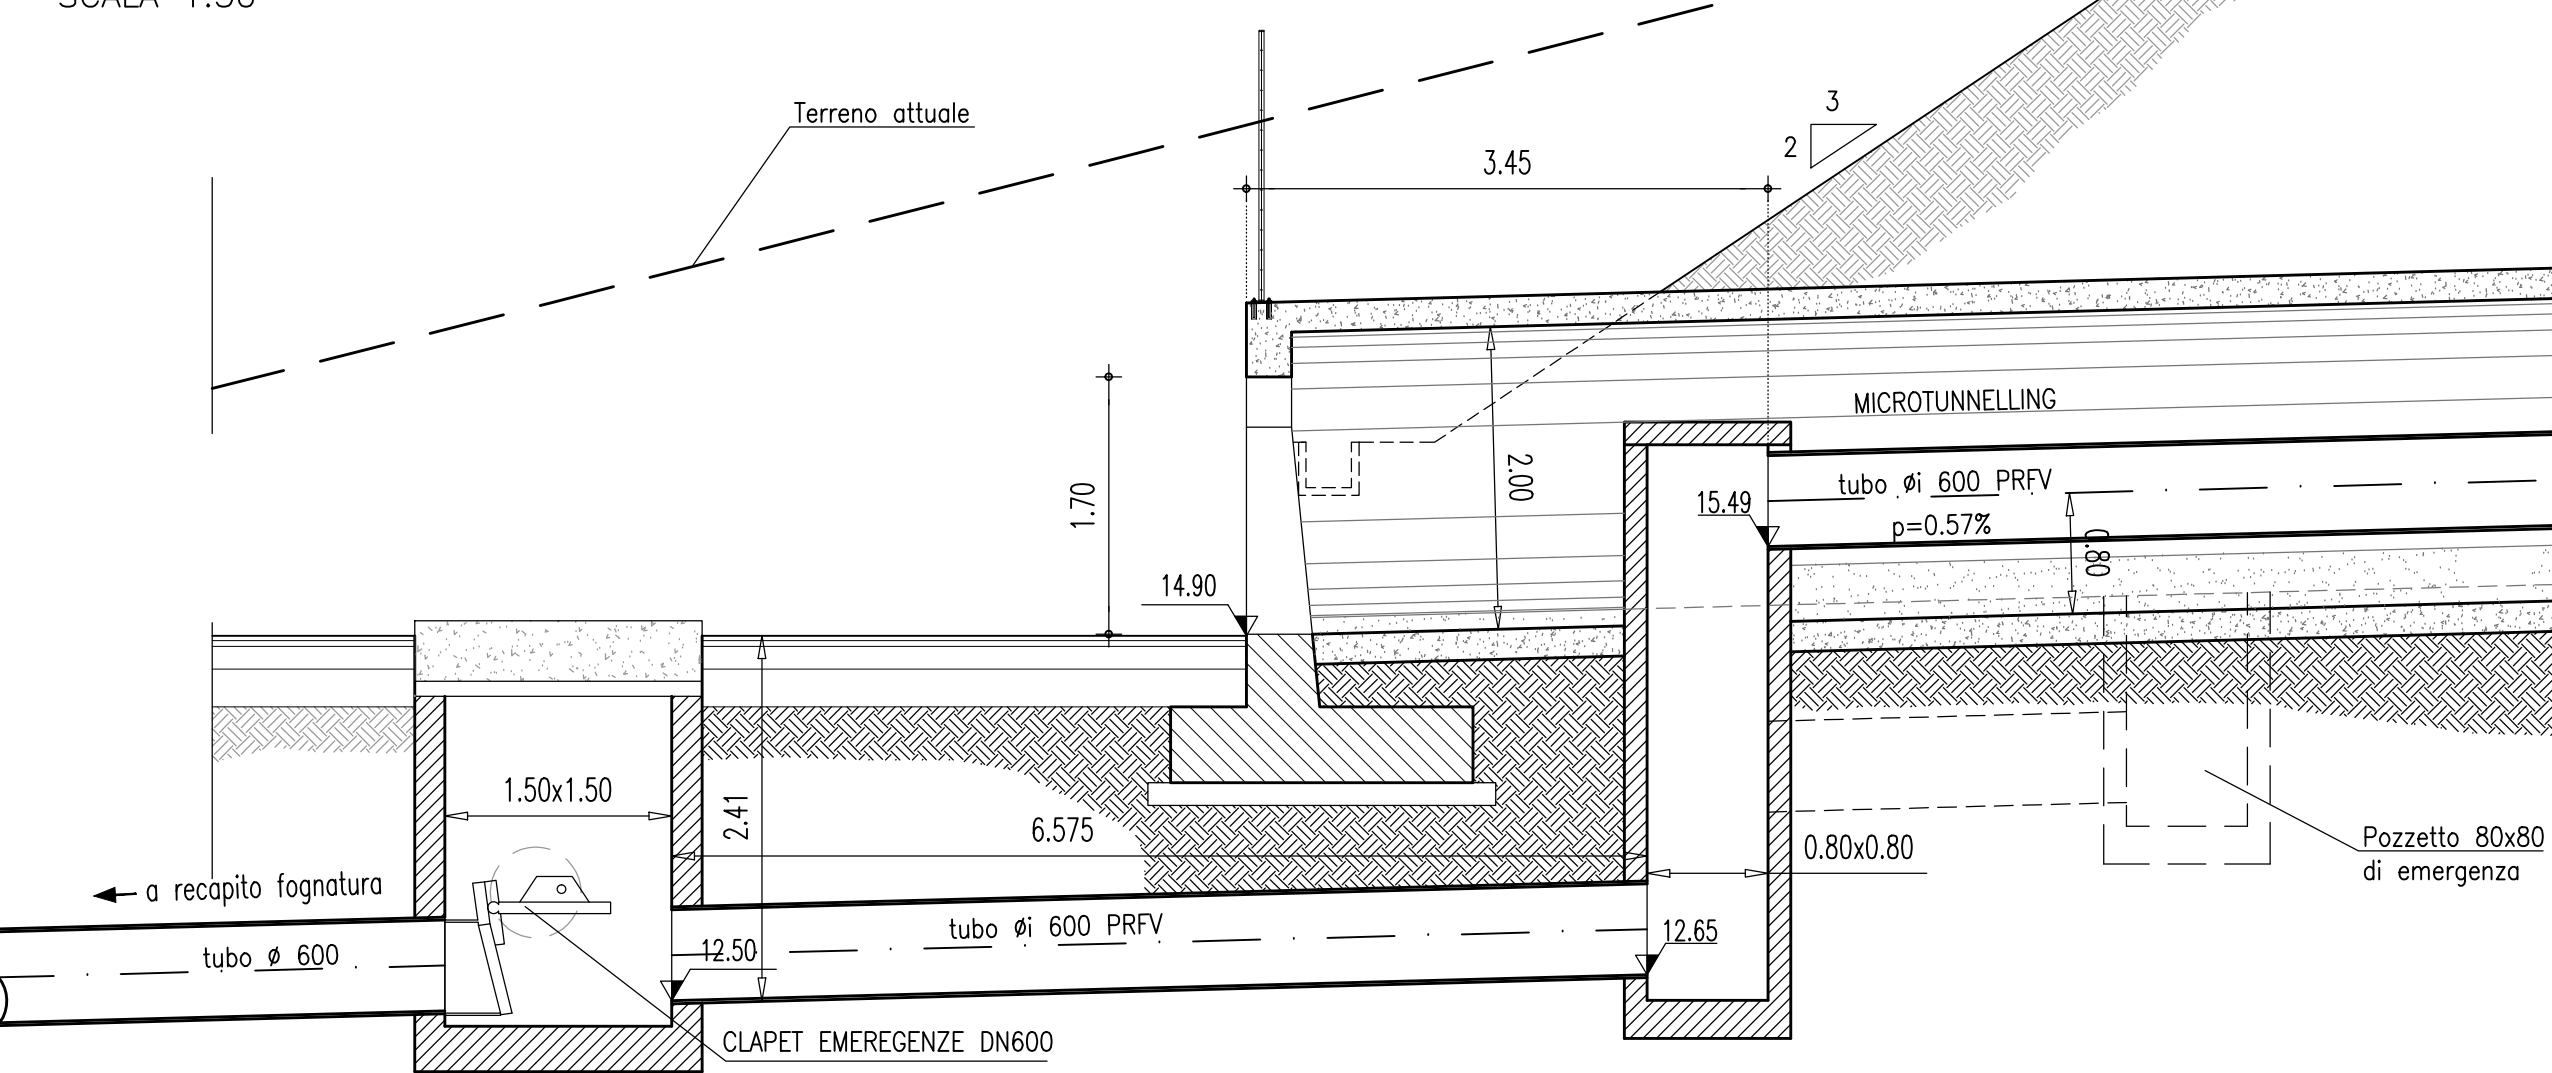 SCALA 1:50
Terreno attuale
3
2
3.45
MICROTUNNELLING
2.00
1.70
tubo øi 600 PRFV
15.49
p=0.57%
0.80
14.90
1.50x1.50
2.41
6.575
0.80x0.80
Pozzetto 80x80
di emergenza
a recapito fognatura
tubo ø 600
tubo øi 600 PRFV
12.50
12.65
CLAPET EMEREGENZE DN600